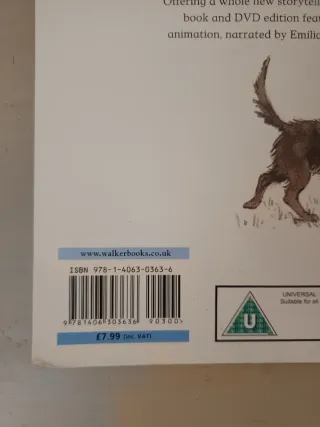 Offering a whole new storytell
book and DVD edition feat
animation, narrated by Emilia
www.walkerbooks.co.uk
ISBN 978-1-4063-0363-6
9 781406 303636 90300>
£7.99 (inc. VAT)
UNIVERSAL
Suitable for all
U